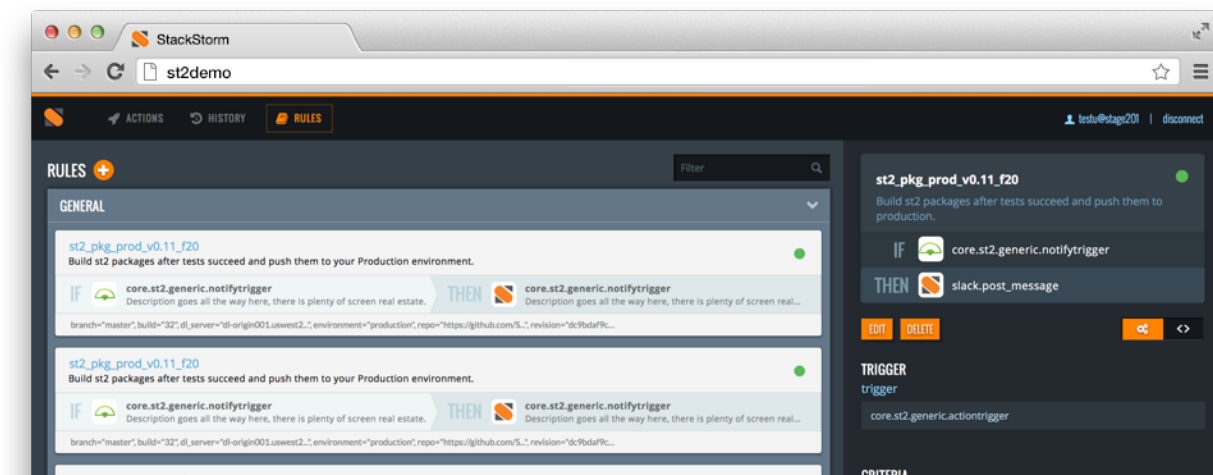 StackStorm
st2demo
ACTIONS HISTORY RULES testu@stage201 | disconnect
RULES
Filter
GENERAL
st2_pkg_prod_v0.11_f20
Build st2 packages after tests succeed and push them to your Production environment.
IF core.st2.generic.notifytrigger
Description goes all the way here, there is plenty of screen real estate.
THEN core.st2.generic.notifytrigger
Description goes all the way here, there is plenty of screen real...
branch="master", build="32", dl_server="dl-origin001.uswest2...", environment="production", repo="https://github.com/S...", revision="dc9bdaf9c...
st2_pkg_prod_v0.11_f20
Build st2 packages after tests succeed and push them to your Production environment.
IF core.st2.generic.notifytrigger
Description goes all the way here, there is plenty of screen real estate.
THEN core.st2.generic.notifytrigger
Description goes all the way here, there is plenty of screen real...
branch="master", build="32", dl_server="dl-origin001.uswest2...", environment="production", repo="https://github.com/S...", revision="dc9bdaf9c...
st2_pkg_prod_v0.11_f20
Build st2 packages after tests succeed and push them to
production.
IF core.st2.generic.notifytrigger
THEN slack.post_message
EDIT DELETE <>
TRIGGER
trigger
core.st2.generic.actiontrigger
CRITERIA